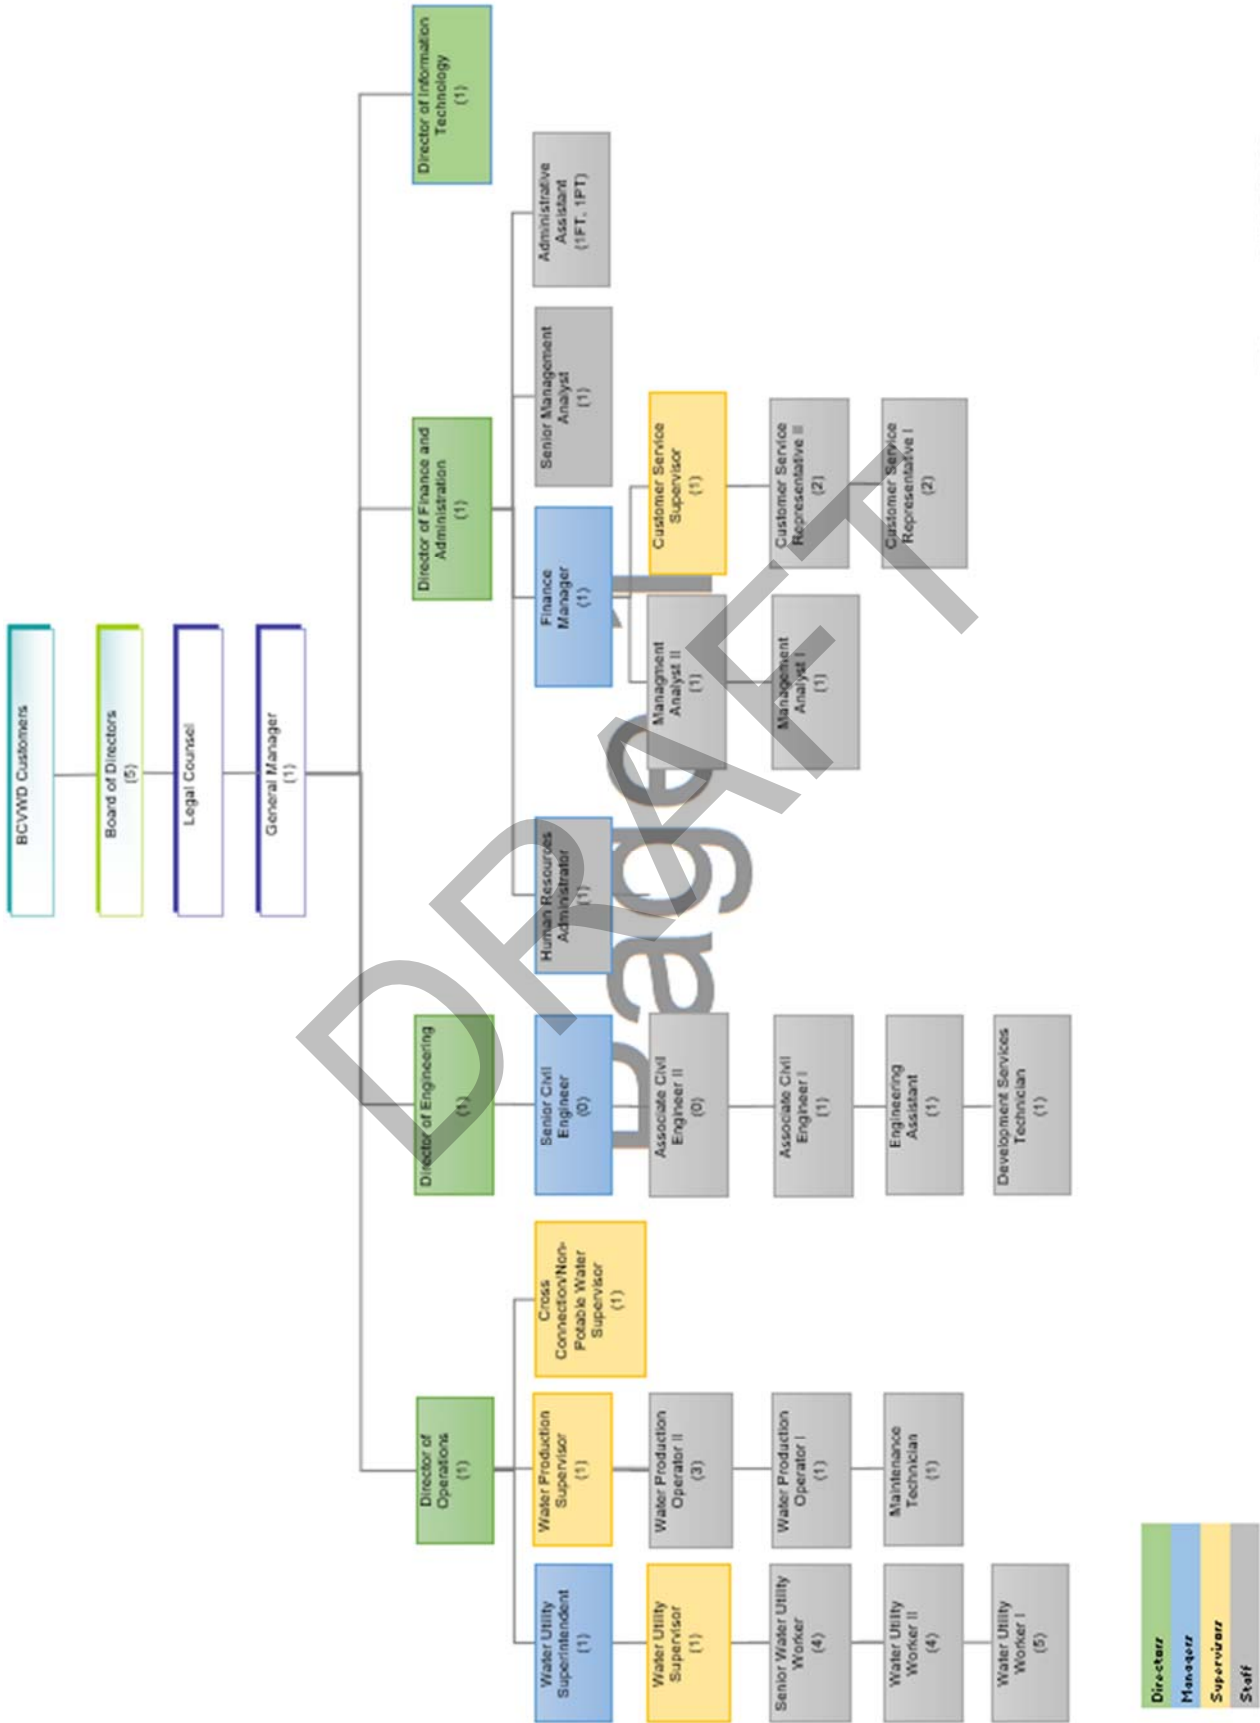 BCVWD Customers
Board of Directors
(5)
Legal Counsel
General Manager
(1)
Director of
Operations
(1)
Director of Engineering
(1)
Director of Finance and
Administration
(1)
Director of Information
Technology
(1)
Water Utility
Superintendent
(1)
Water Production
Supervisor
(1)
Cross
Connection/Non-
Potable Water
Supervisor
(1)
Senior Civil
Engineer
(0)
Human Resources
Administrator
(1)
Finance
Manager
(1)
Senior Management
Analyst
(1)
Administrative
Assistant
(1FT, 1PT)
Water Utility
Supervisor
(1)
Water Production
Operator II
(3)
Associate Civil
Engineer II
(0)
Managment
Analyst II
(1)
Customer Service
Supervisor
(1)
Senior Water Utility
Worker
(4)
Water Production
Operator I
(1)
Associate Civil
Engineer I
(1)
Management
Analyst I
(1)
Customer Service
Representative II
(2)
Water Utility
Worker II
(4)
Maintenance
Technician
(1)
Engineering
Assistant
(1)
Customer Service
Representative I
(2)
Water Utility
Worker I
(5)
Development Services
Technician
(1)
Directors
Managers
Supervisors
Staff
Page 1
DRAFT